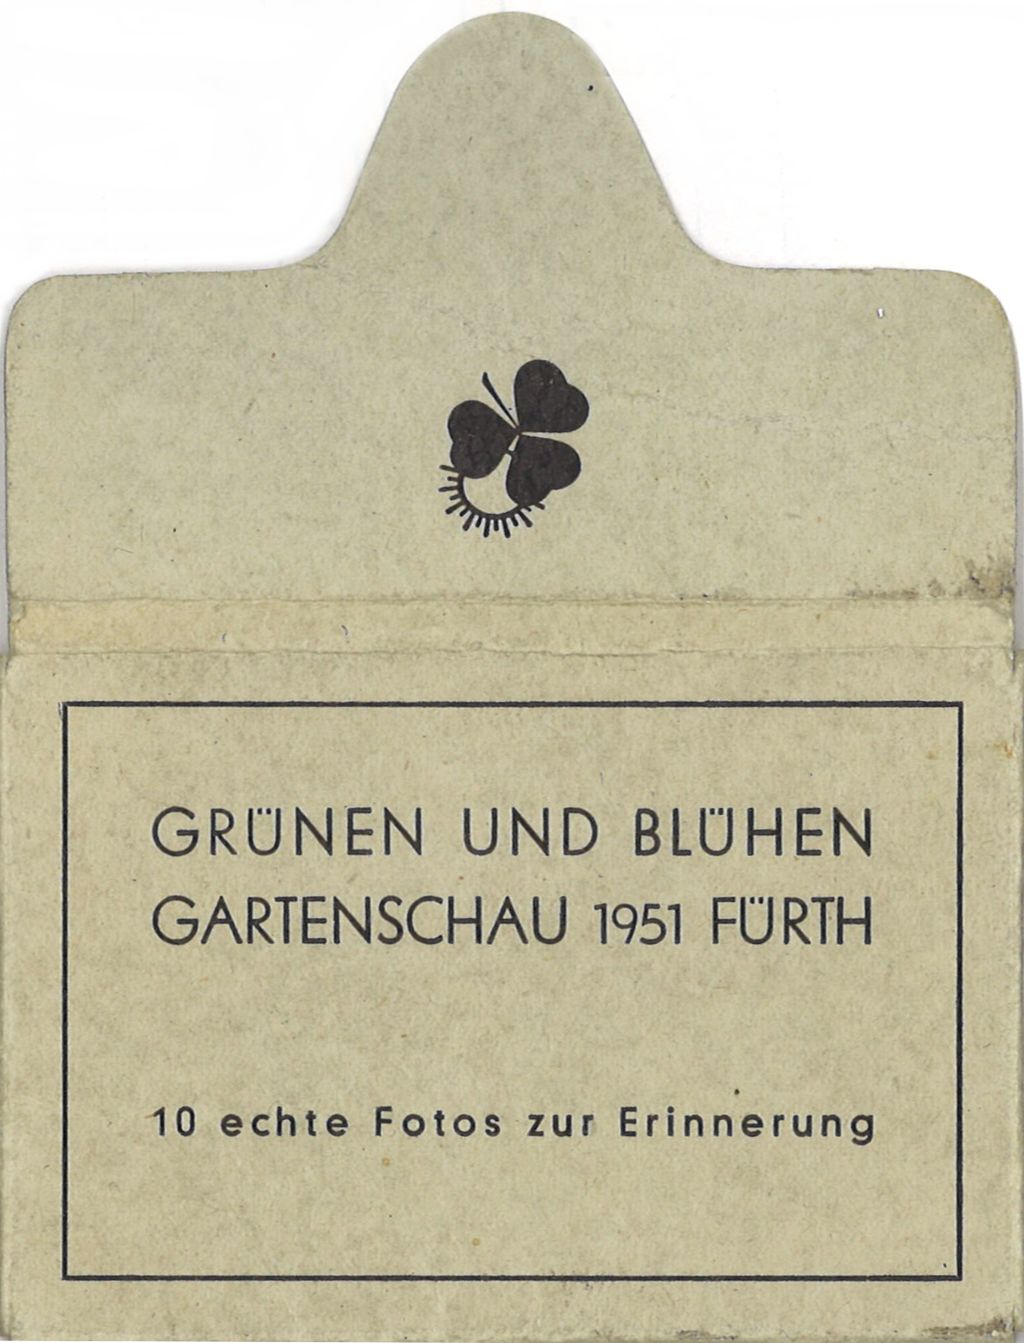 GRÜNEN UND BLÜHEN
GARTENSCHAU 1951 FÜRTH
10 echte Fotos zur Erinnerung